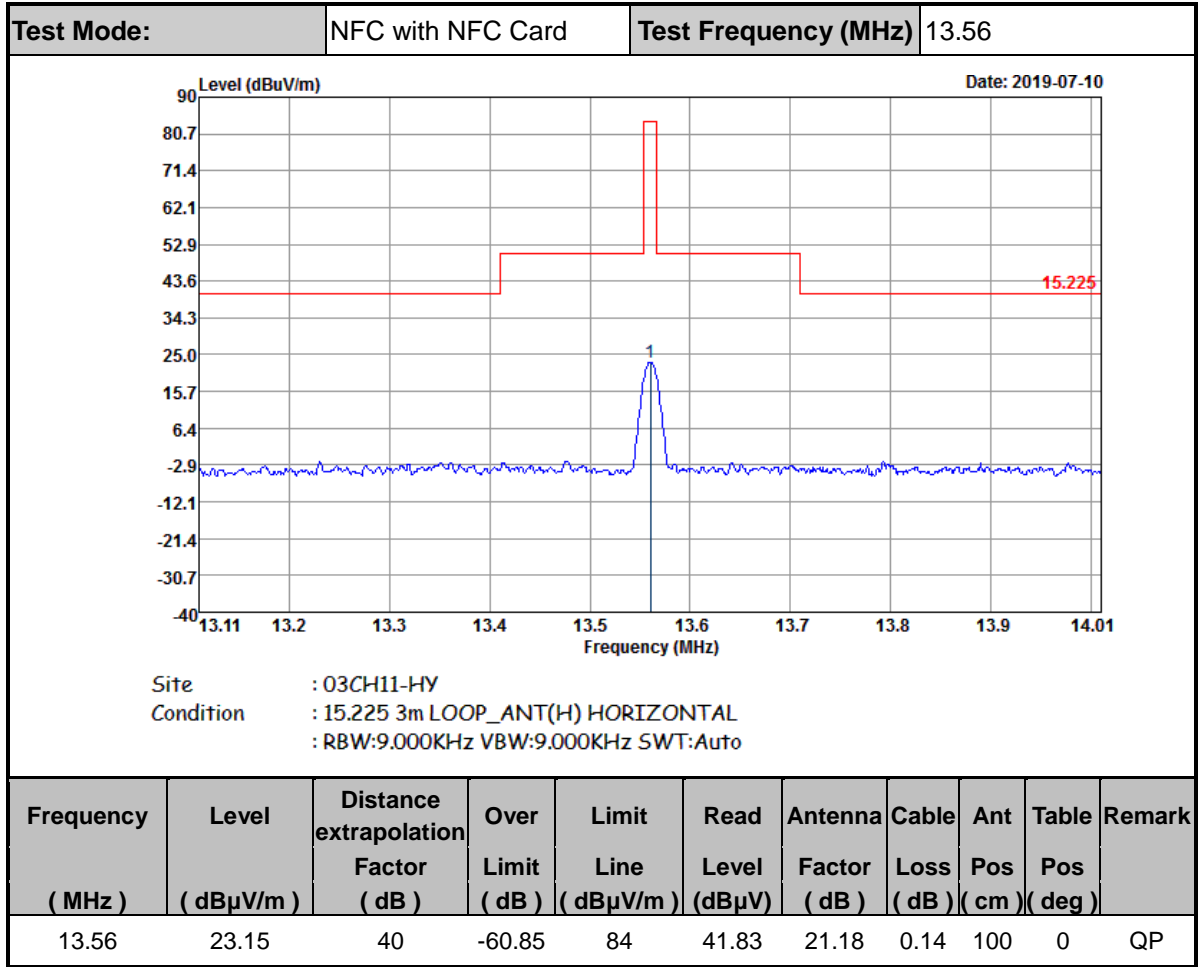 Test Mode: NFC with NFC Card Test Frequency (MHz) 13.56
Level (dBuV/m) Date: 2019-07-10
90
80.7
71.4
62.1
52.9
43.6
15.225
34.3
25.0
1
15.7
6.4
-2.9
-12.1
-21.4
-30.7
-40
13.11 13.2 13.3 13.4 13.5 13.6 13.7 13.8 13.9 14.01
Frequency (MHz)
Site : 03CH11-HY
Condition : 15.225 3m LOOP_ANT(H) HORIZONTAL
: RBW:9.000KHz VBW:9.000KHz SWT:Auto
Frequency Level Distance extrapolation Over Limit Read Antenna Cable Ant Table Remark
Factor Limit Line Level Factor Loss Pos Pos
( MHz ) ( dBµV/m ) ( dB ) ( dB ) ( dBµV/m ) (dBµV) ( dB ) ( dB ) ( cm ) ( deg )
13.56 23.15 40 -60.85 84 41.83 21.18 0.14 100 0 QP